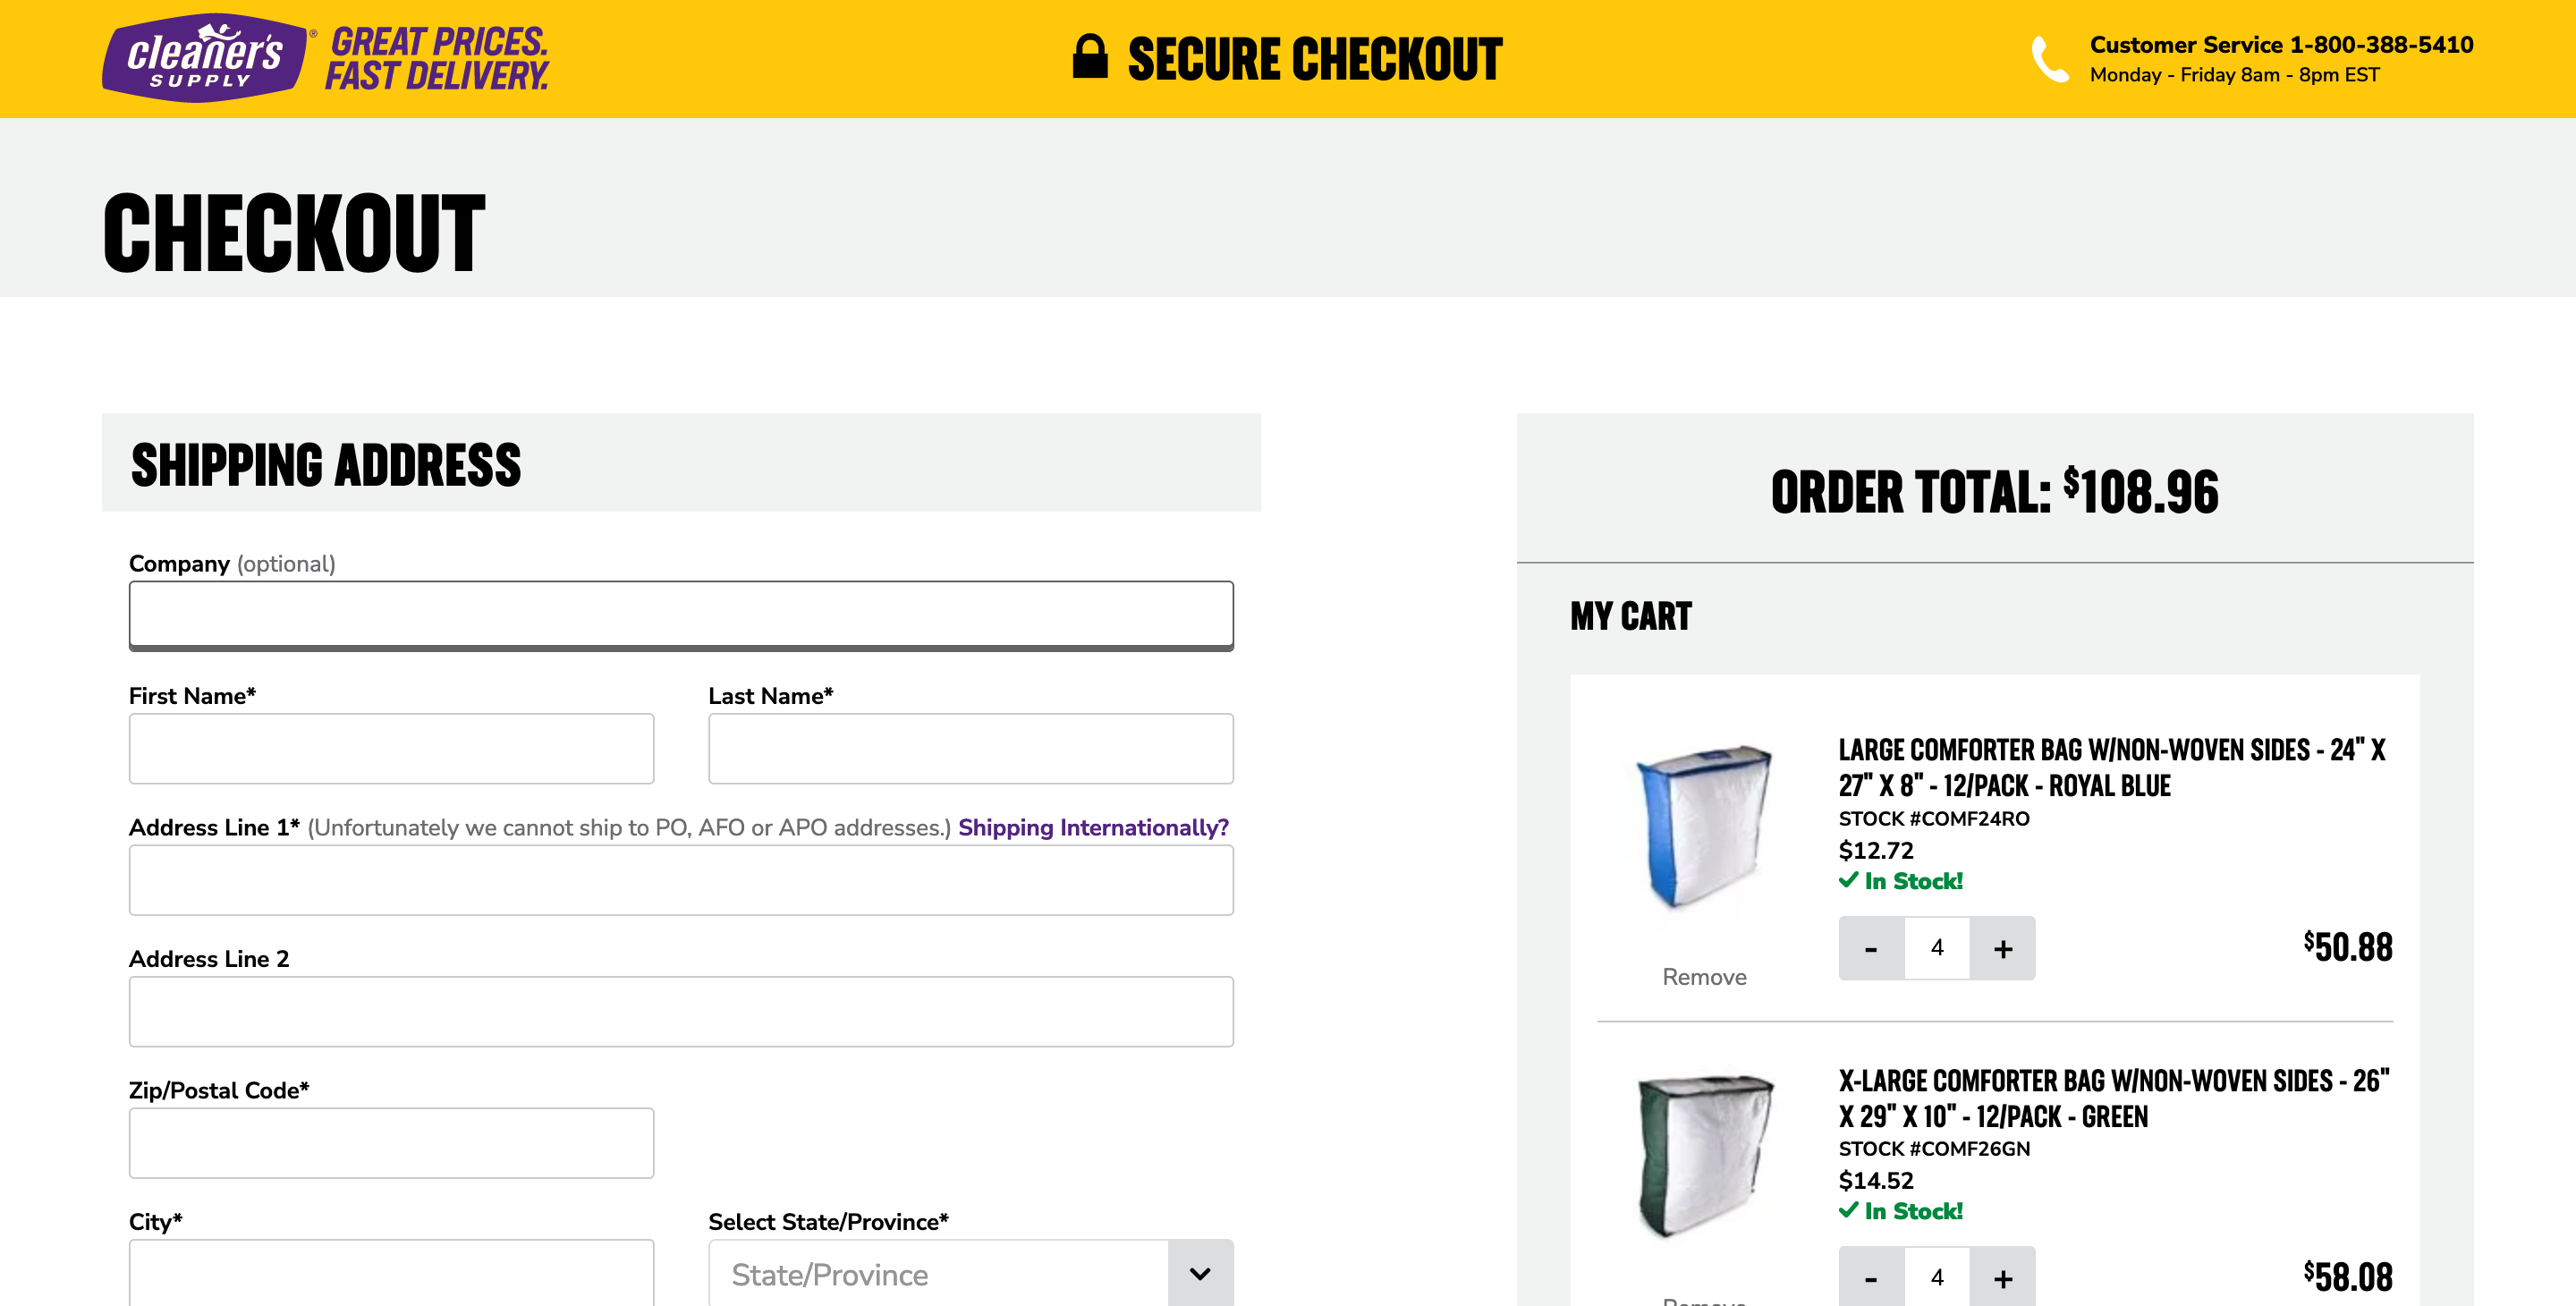 cleaner's
SUPPLY
®
GREAT PRICES.
FAST DELIVERY.
SECURE CHECKOUT
Customer Service 1-800-388-5410
Monday - Friday 8am - 8pm EST
CHECKOUT
SHIPPING ADDRESS
Company (optional)
First Name*
Last Name*
Address Line 1* (Unfortunately we cannot ship to PO, AFO or APO addresses.) Shipping Internationally?
Address Line 2
Zip/Postal Code*
City*
Select State/Province*
State/Province
ORDER TOTAL: $108.96
MY CART
LARGE COMFORTER BAG W/NON-WOVEN SIDES - 24" X
27" X 8" - 12/PACK - ROYAL BLUE
STOCK #COMF24RO
$12.72
In Stock!
- 4 +
$50.88
Remove
X-LARGE COMFORTER BAG W/NON-WOVEN SIDES - 26"
X 29" X 10" - 12/PACK - GREEN
STOCK #COMF26GN
$14.52
In Stock!
- 4 +
$58.08
Remove